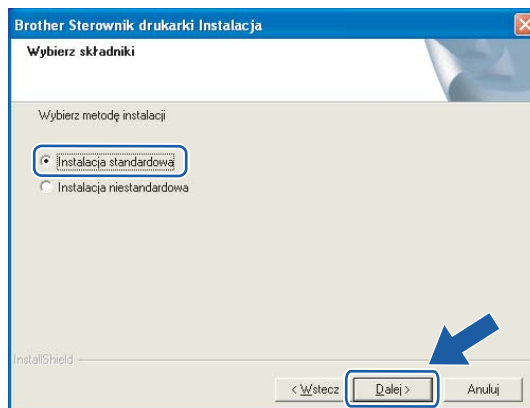 Brother Sterownik drukarki Instalacja
Wybierz składniki
Wybierz metodę instalacji
Instalacja standardowa
Instalacja niestandardowa
InstallShield
< Wstecz Dalej > Anuluj